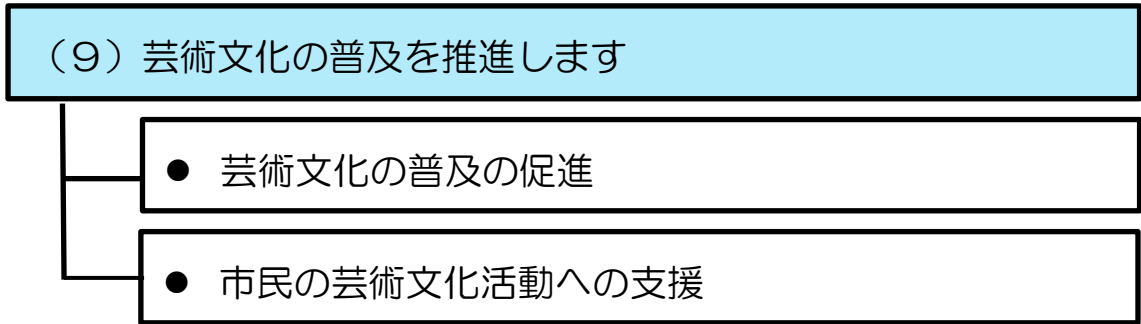 （９）芸術文化の普及を推進します
● 芸術文化の普及の促進
● 市民の芸術文化活動への支援